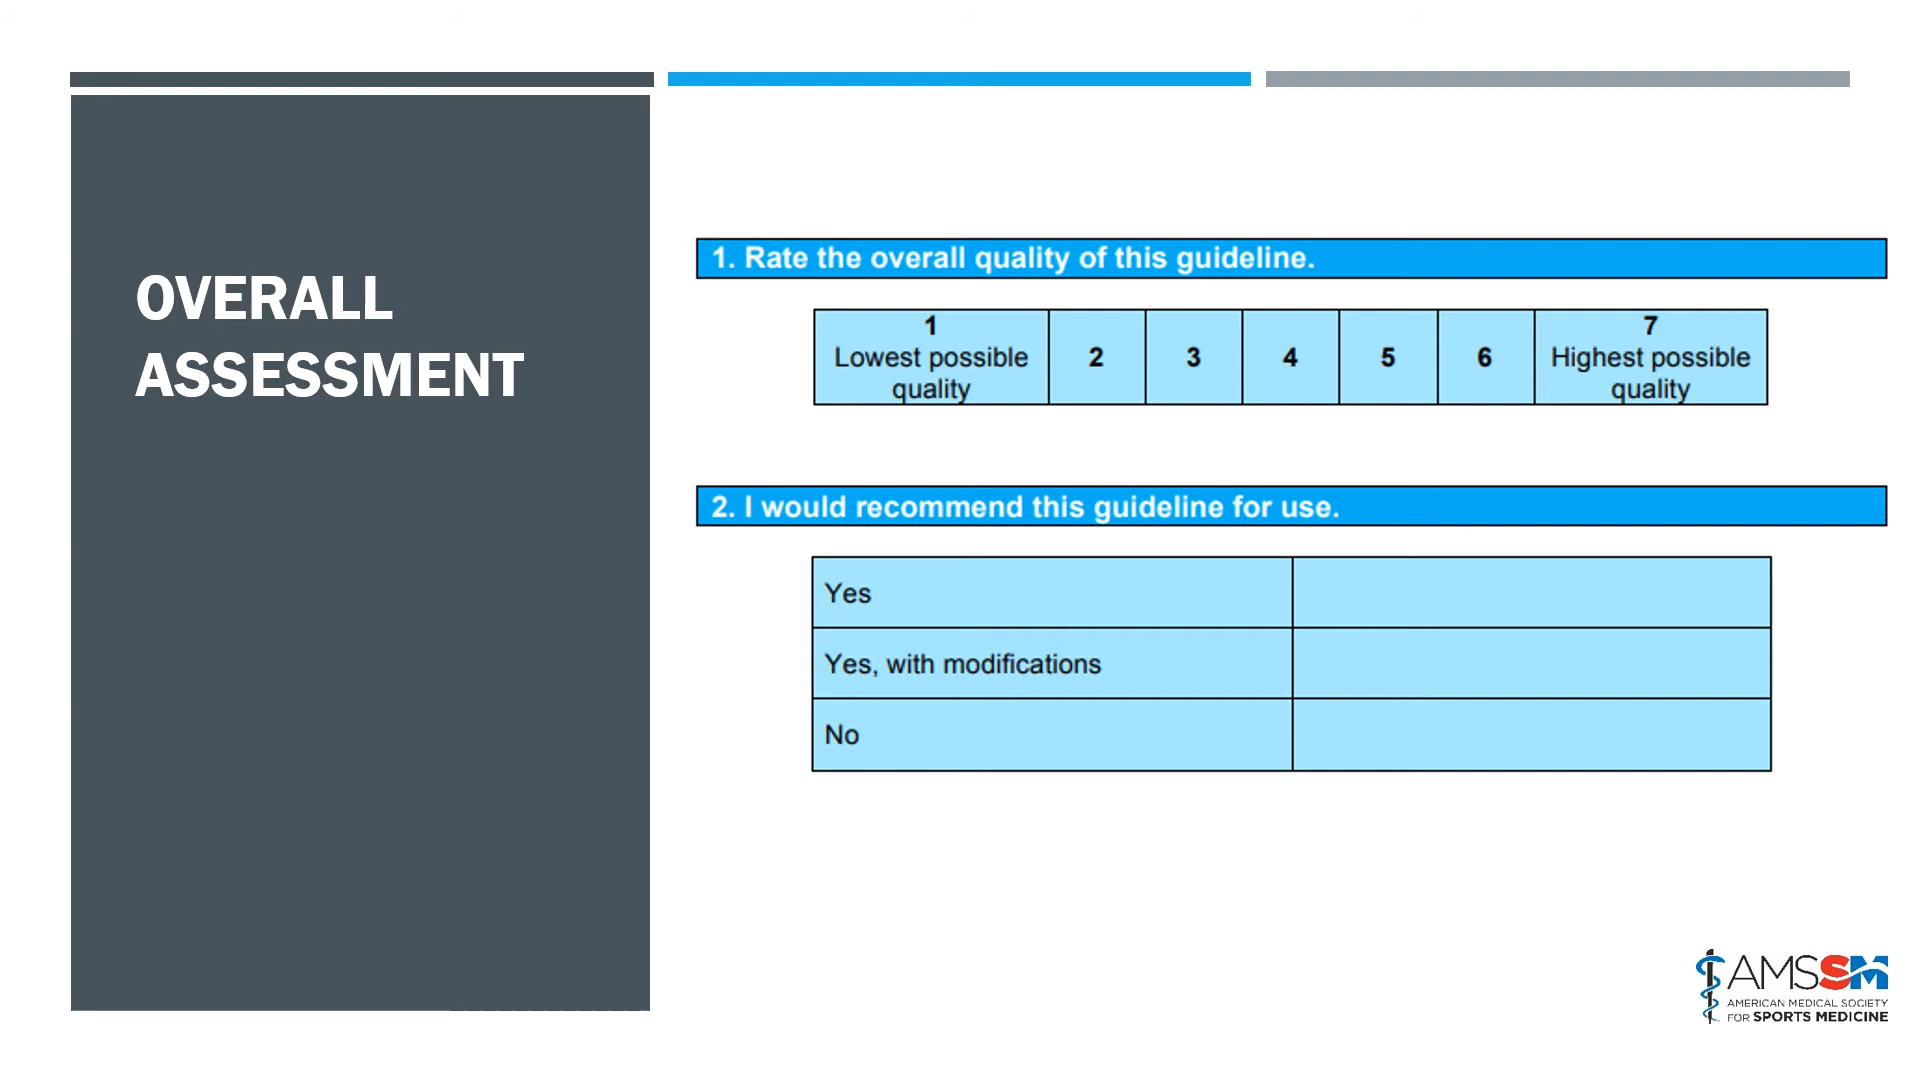 OVERALL
ASSESSMENT
1. Rate the overall quality of this guideline.
1
Lowest possible
quality
2
3
4
5
6
7
Highest possible
quality
2. I would recommend this guideline for use.
Yes
Yes, with modifications
No
AMSSM
AMERICAN MEDICAL SOCIETY
FOR SPORTS MEDICINE